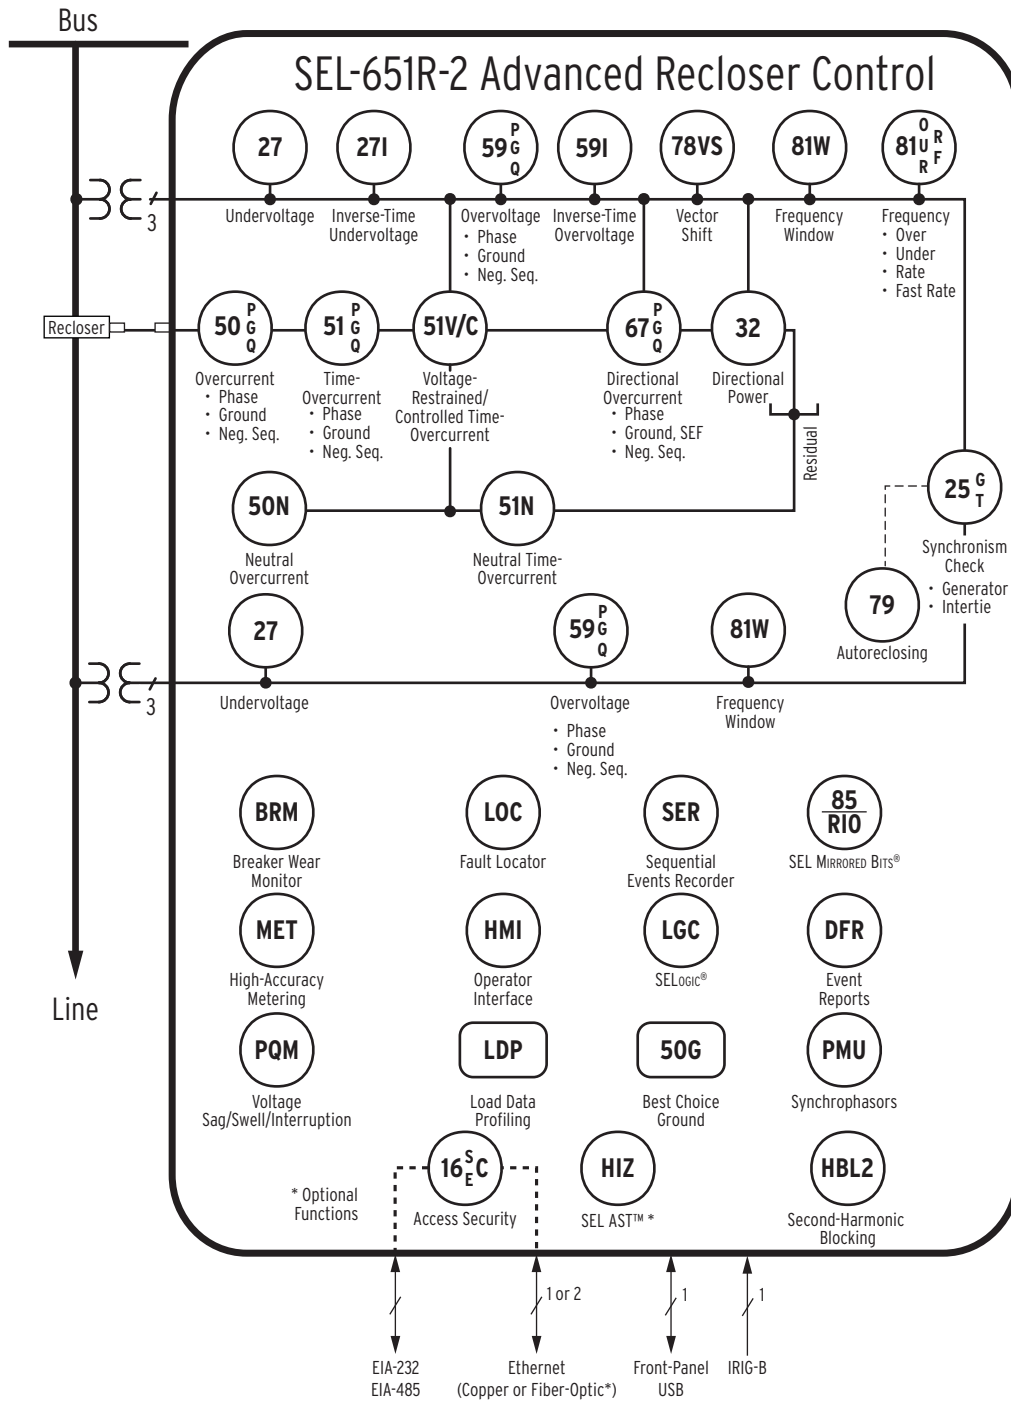 Bus
SEL-651R-2 Advanced Recloser Control
27
27I
59 P G Q
59I
78VS
81W
81 O U R R F
3
Undervoltage
Inverse-Time
Undervoltage
Overvoltage
• Phase
• Ground
• Neg. Seq.
Inverse-Time
Overvoltage
Vector
Shift
Frequency
Window
Frequency
• Over
• Under
• Rate
• Fast Rate
Recloser
50 P G Q
51 P G Q
51V/C
67 P G Q
32
Overcurrent
• Phase
• Ground
• Neg. Seq.
Time-
Overcurrent
• Phase
• Ground
• Neg. Seq.
Voltage-
Restrained/
Controlled Time-
Overcurrent
Directional
Overcurrent
• Phase
• Ground, SEF
• Neg. Seq.
Directional
Power
Residual
50N
51N
25 G T
Neutral
Overcurrent
Neutral Time-
Overcurrent
Synchronism
Check
• Generator
• Intertie
79
Autoreclosing
27
59 P G Q
81W
3
Undervoltage
Overvoltage
• Phase
• Ground
• Neg. Seq.
Frequency
Window
BRM
LOC
SER
85
RIO
Breaker Wear
Monitor
Fault Locator
Sequential
Events Recorder
SEL MIRRORED BITS®
MET
HMI
LGC
DFR
High-Accuracy
Metering
Operator
Interface
SELOGIC®
Event
Reports
Line
PQM
LDP
50G
PMU
Voltage
Sag/Swell/Interruption
Load Data
Profiling
Best Choice
Ground
Synchrophasors
16 S E C
HIZ
HBL2
* Optional
Functions
Access Security
SEL AST™ *
Second-Harmonic
Blocking
1 or 2
1
1
EIA-232
EIA-485
Ethernet
(Copper or Fiber-Optic*)
Front-Panel
USB
IRIG-B